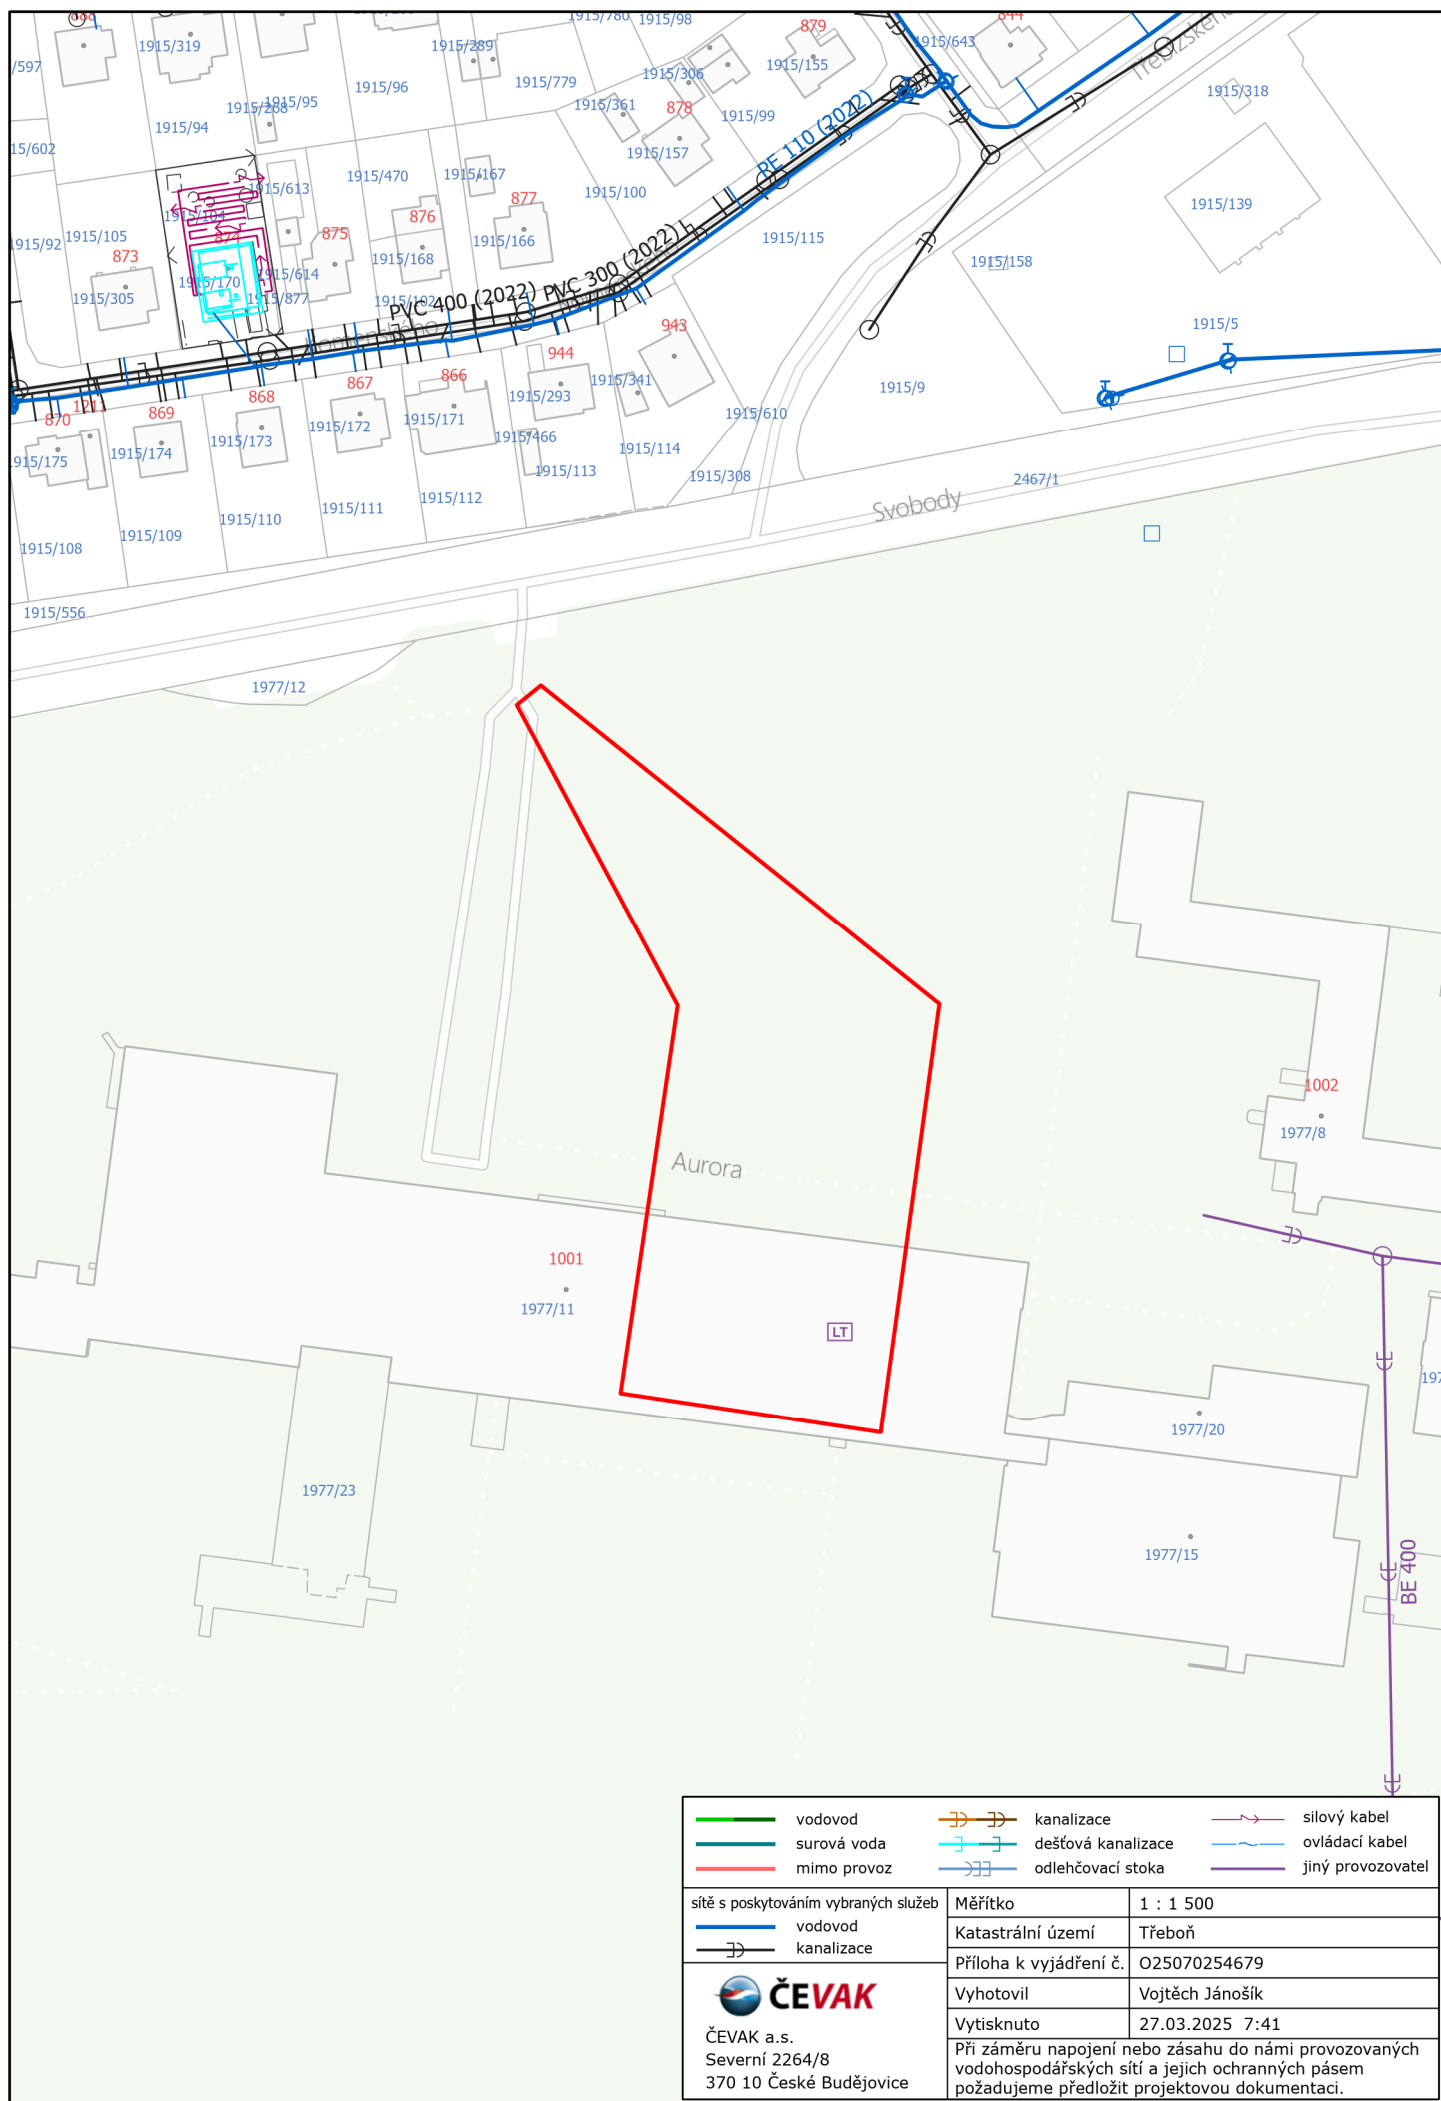 888
844
1915/780
1915/98
879
1915/643
1915/319
1915/289
/597
1915/306
1915/155
1915/779
1915/96
1915/318
1915/288
1915/95
1915/361
878
1915/99
1915/94
RE 110 (2022)
15/602
1915/157
1915/167
1915/470
1915/613
1915/100
877
1915/139
1915/104
876
1915/105
874
875
1915/92
1915/166
1915/115
873
1915/168
1915/158
1915/614
1915/170
1915/305
1915/877
1915/102
PVC 400 (2022)
PVC 300 (2022)
1915/5
943
Komenského
944
867
866
1915/341
1915/9
868
1915/293
870
869
1915/610
1915/171
1915/172
1915/173
1915/466
1915/174
1915/114
915/175
1915/113
1915/308
2467/1
1915/112
Svobody
1915/111
1915/110
1915/109
1915/108
1915/556
1977/12
1002
1977/8
Aurora
1001
1977/11
LT
197
1977/20
1977/23
1977/15
BE 400
vodovod
kanalizace
silový kabel
surová voda
dešťová kanalizace
ovládací kabel
mimo provoz
odlehčovací stoka
jiný provozovatel
sítě s poskytováním vybraných služeb
vodovod
kanalizace
Měřítko 1 : 1 500
Katastrální území Třeboň
Příloha k vyjádření č. O25070254679
Vyhotovil Vojtěch Jánošík
Vytisknuto 27.03.2025 7:41
ČEVAK
ČEVAK a.s.
Severní 2264/8
370 10 České Budějovice
Při záměru napojení nebo zásahu do námi provozovaných
vodohospodářských sítí a jejich ochranných pásem
požadujeme předložit projektovou dokumentaci.